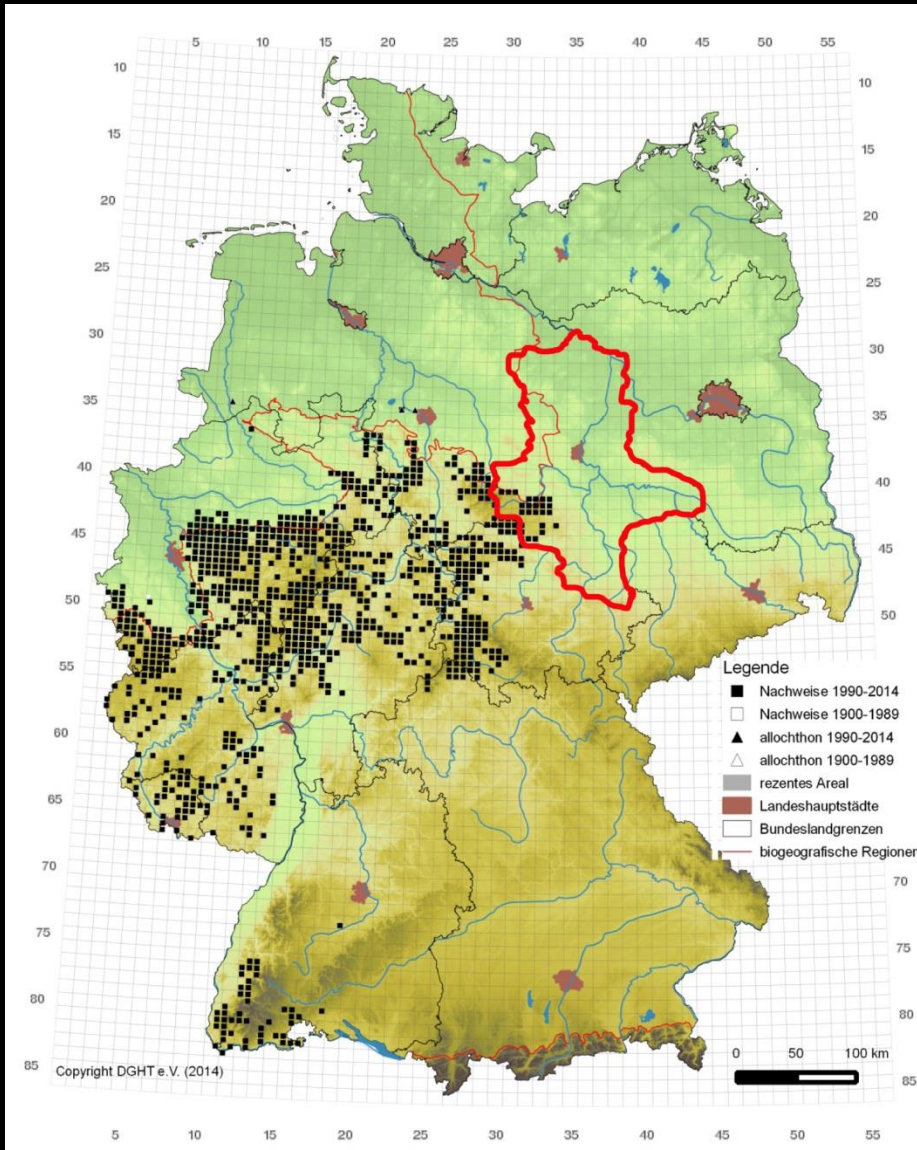 5 10 15 20 25 30 35 40 45 50 55
10
15
20
25
30
35
40
45
50
55
60
65
70
75
80
85
10
15
20
25
30
35
40
45
50
Legende
Nachweise 1990-2014
Nachweise 1900-1989
allochthon 1990-2014
allochthon 1900-1989
rezentes Areal
Landeshauptstädte
Bundeslandgrenzen
biogeografische Regionen
70
75
80
85
0 50 100 km
Copyright DGHT e.V. (2014)
5 10 15 20 25 30 35 40 45 50 55